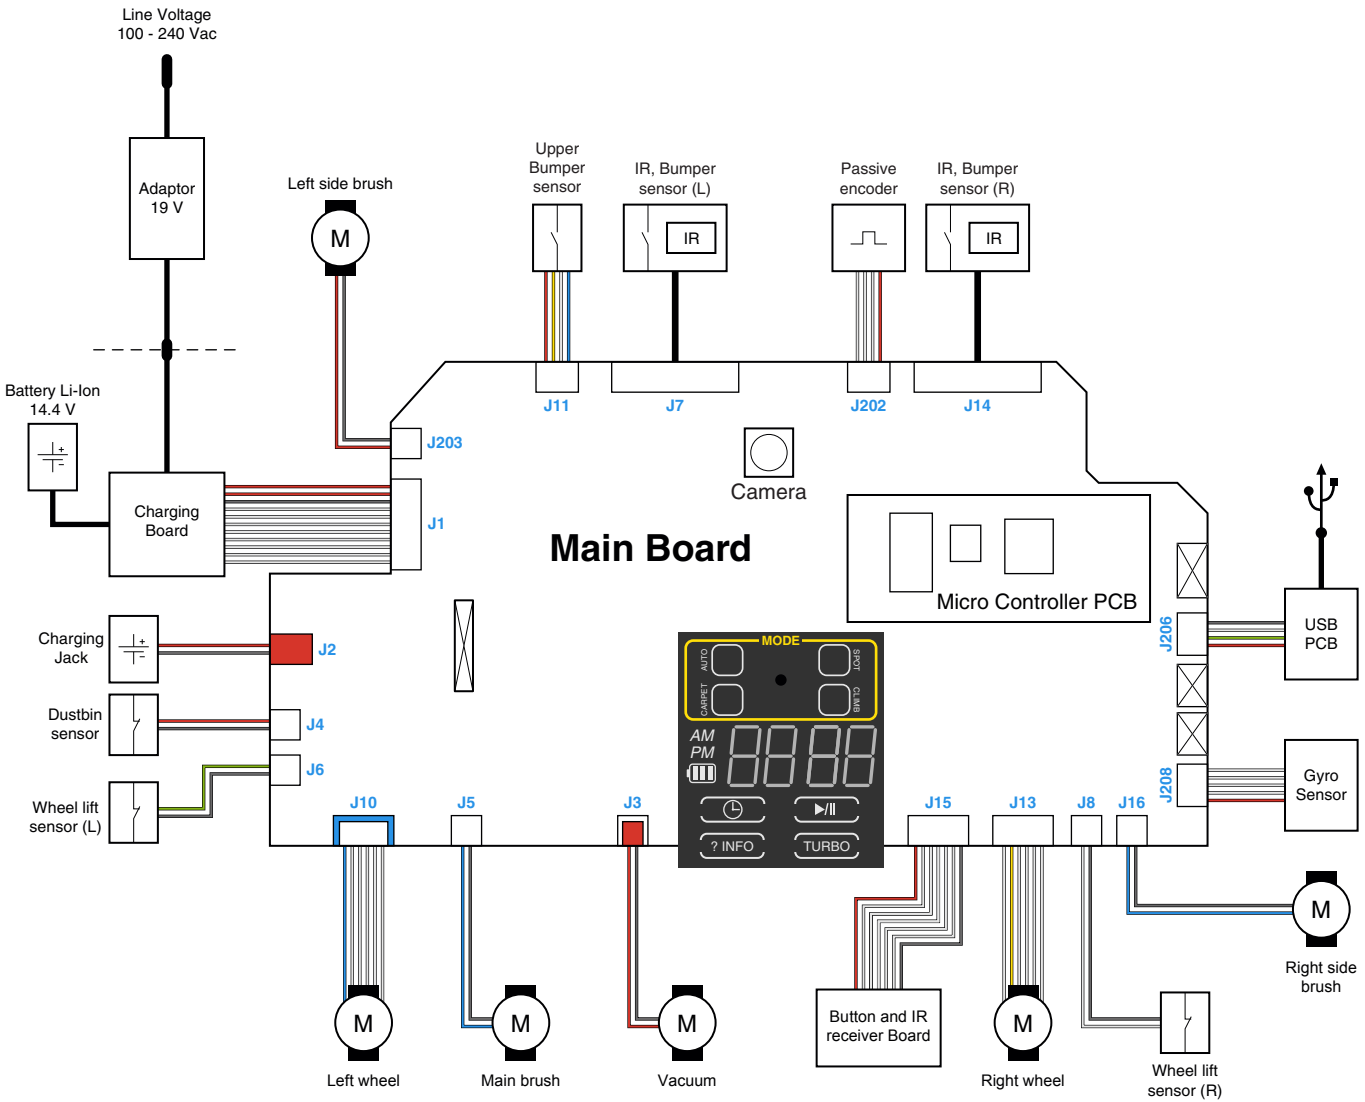 Line Voltage
100 - 240 Vac
Adaptor
19 V
Left side brush
M
Upper
Bumper
sensor
IR, Bumper
sensor (L)
IR
Passive
encoder
IR, Bumper
sensor (R)
IR
J11
J7
J202
J14
Battery Li-Ion
14.4 V
+
−
J203
Charging
Board
J1
Camera
Main Board
Micro Controller PCB
J206
USB
PCB
Charging
Jack
+
−
J2
Dustbin
sensor
J4
J6
Wheel lift
sensor (L)
MODE
AUTO
SPOT
CARPET
CLIMB
AM
PM
88 88
? INFO
TURBO
J208
Gyro
Sensor
J10
J5
J3
J15
J13
J8
J16
M
Right side
brush
M
Left wheel
M
Main brush
M
Vacuum
Button and IR
receiver Board
M
Right wheel
Wheel lift
sensor (R)